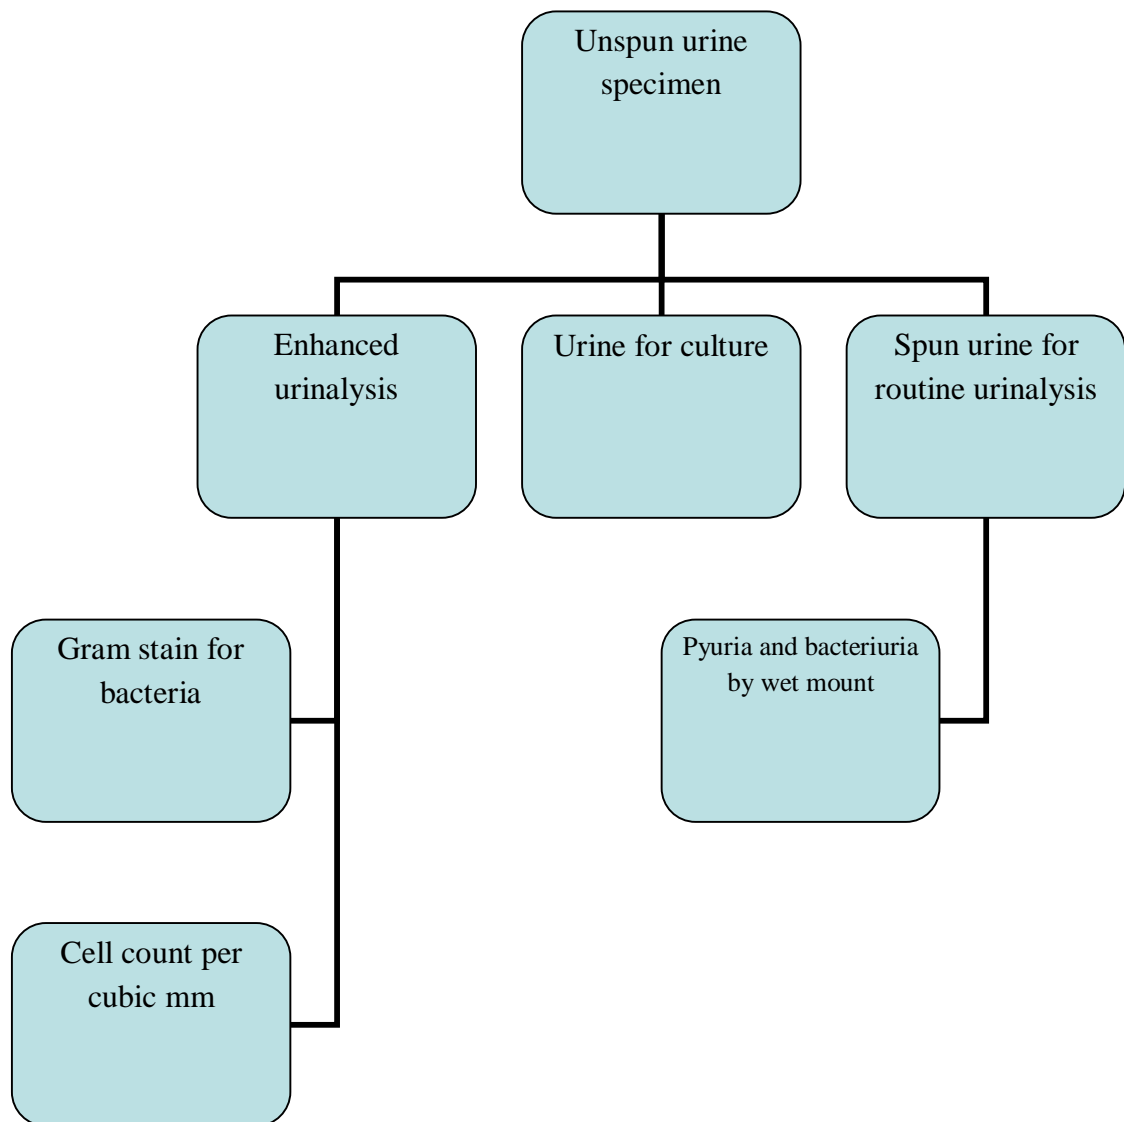 Unspun urine
specimen
Enhanced
urinalysis
Urine for culture
Spun urine for
routine urinalysis
Gram stain for
bacteria
Pyuria and bacteriuria
by wet mount
Cell count per
cubic mm